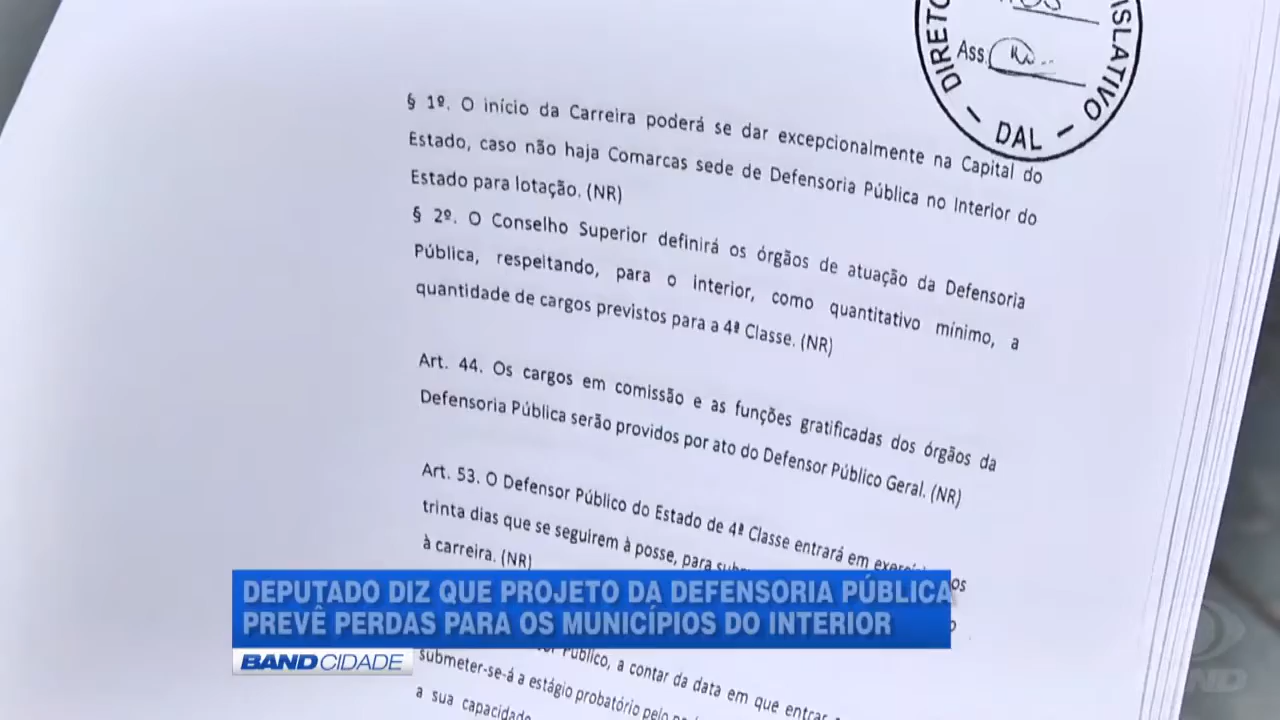 DIRETO
ISLATIVO
Ass.
— DAL —
§ 1º. O início da Carreira poderá se dar excepcionalmente na Capital do
Estado, caso não haja Comarcas sede de Defensoria Pública no Interior do
Estado para lotação. (NR)
§ 2º. O Conselho Superior definirá os órgãos de atuação da Defensoria
Pública, respeitando, para o interior, como quantitativo mínimo, a
quantidade de cargos previstos para a 4ª Classe. (NR)
Art. 44. Os cargos em comissão e as funções gratificadas dos órgãos da
Defensoria Pública serão providos por ato do Defensor Público Geral. (NR)
Art. 53. O Defensor Público do Estado de 4ª Classe entrará em
trinta dias que se seguirem à posse, para
à carreira. (NR)
DEPUTADO DIZ QUE PROJETO DA DEFENSORIA PÚBLICA
PREVÊ PERDAS PARA OS MUNICÍPIOS DO INTERIOR
BAND CIDADE
Público, a contar da data em que entrar
submeter-se-á a estágio probatório pelo
a sua capacidade
BAND